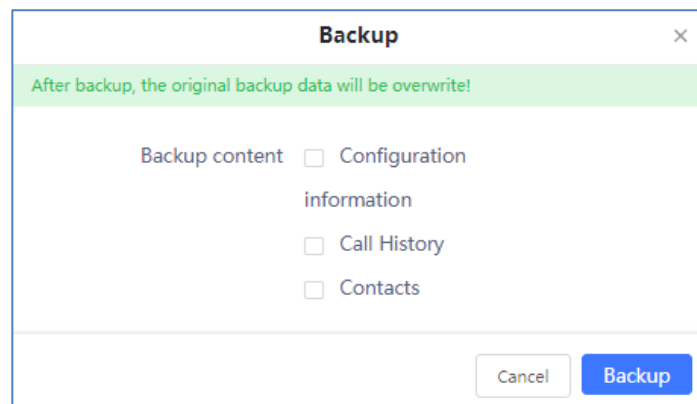 Backup
After backup, the original backup data will be overwrite!
Backup content Configuration
information
Call History
Contacts
Cancel Backup